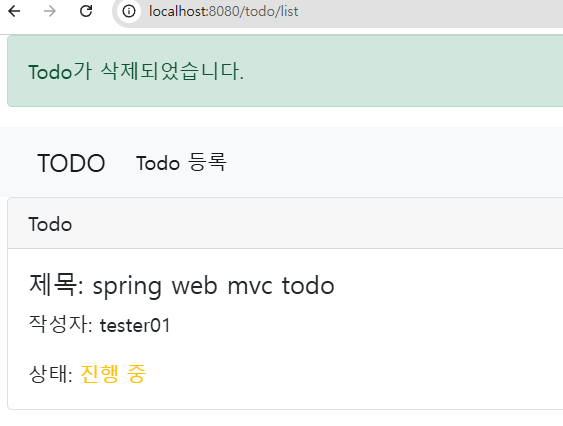 localhost:8080/todo/list
Todo가 삭제되었습니다.
TODO Todo 등록
Todo
제목: spring web mvc todo
작성자: tester01
상태: 진행 중